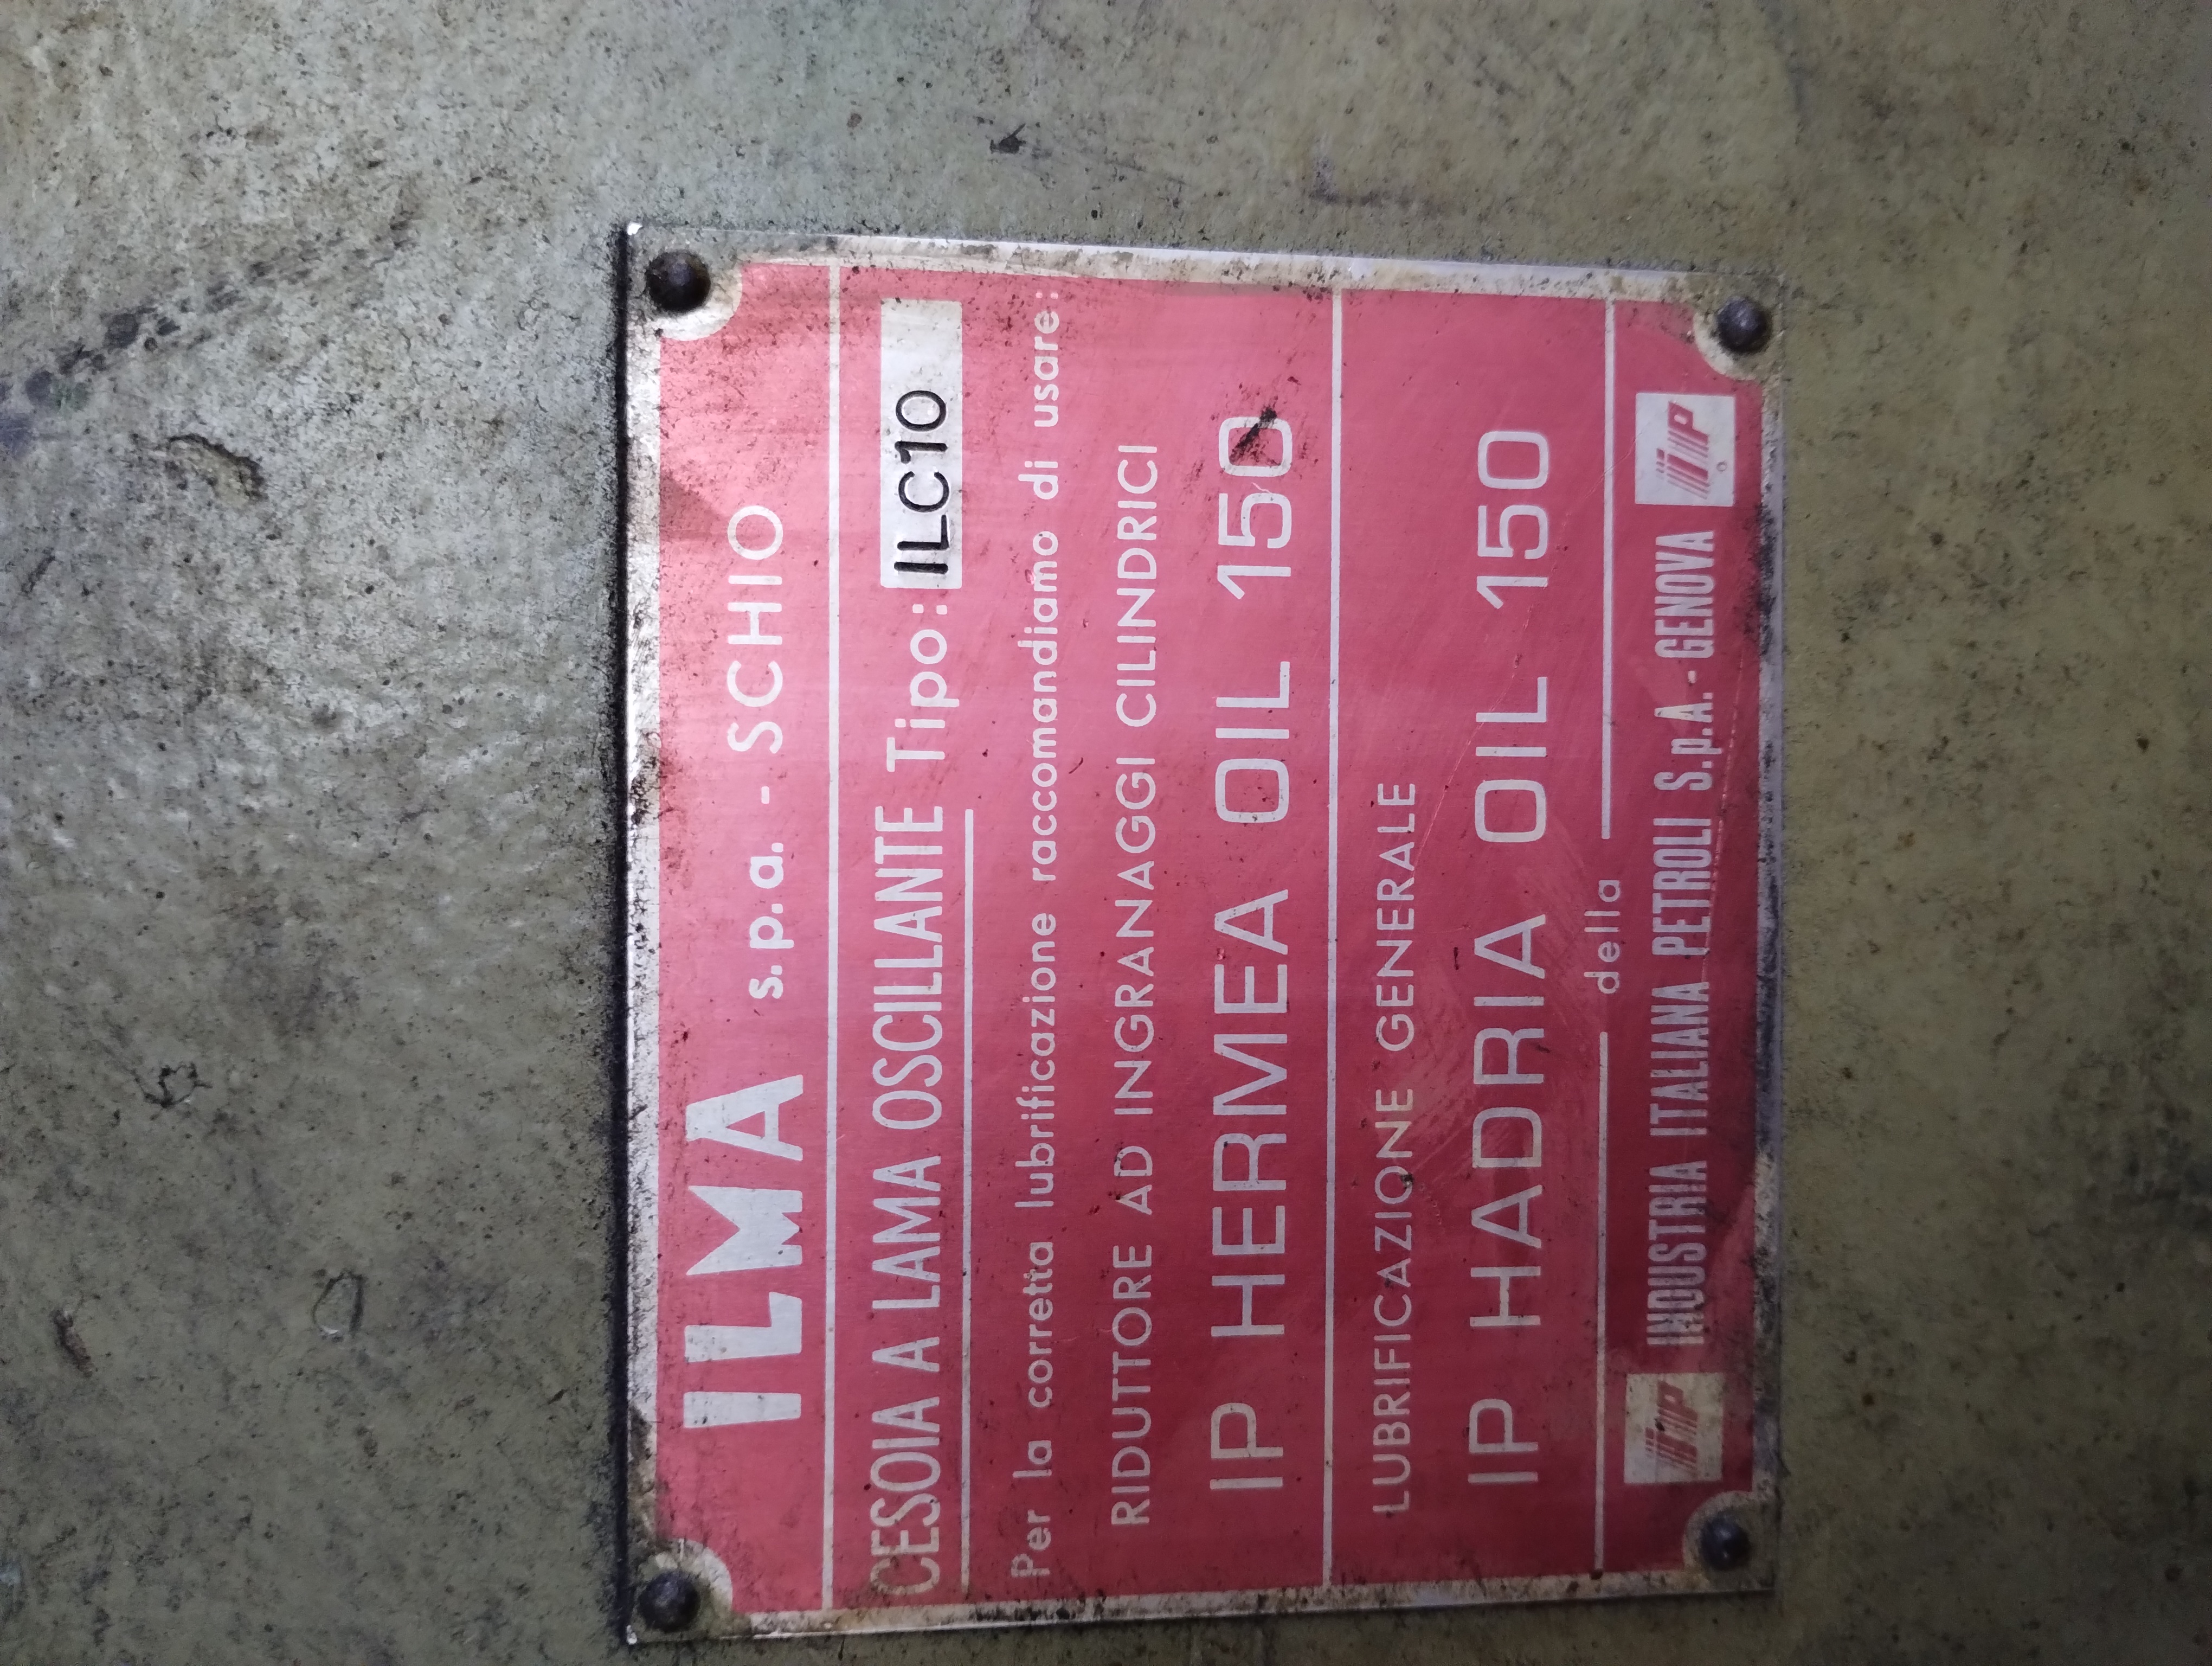 ILMA s.p.a. - SCHIO
CESOIA A LAMA OSCILLANTE Tipo: ILC10
Per la corretta lubrificazione raccomandiamo di usare:
RIDUTTORE AD INGRANAGGI CILINDRICI
IP HERMEA OIL 150
LUBRIFICAZIONE GENERALE
IP HADRIA OIL 150
della
IP INDUSTRIA ITALIANA PETROLI S.p.A. - GENOVA IP